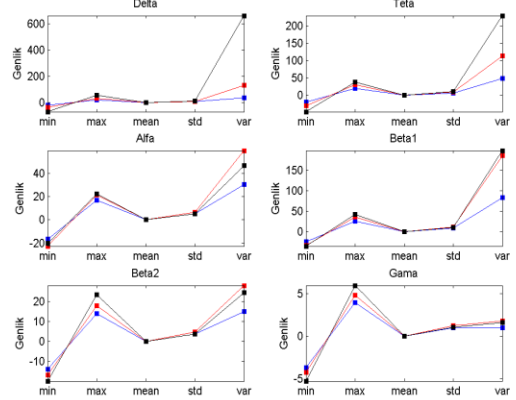 Delta
Genlik
600
400
200
0
min max mean std var
Teta
Genlik
200
150
100
50
0
min max mean std var
Alfa
Genlik
40
20
0
-20
min max mean std var
Beta1
Genlik
150
100
50
0
min max mean std var
Beta2
Genlik
20
10
0
-10
min max mean std var
Gama
Genlik
5
0
-5
min max mean std var